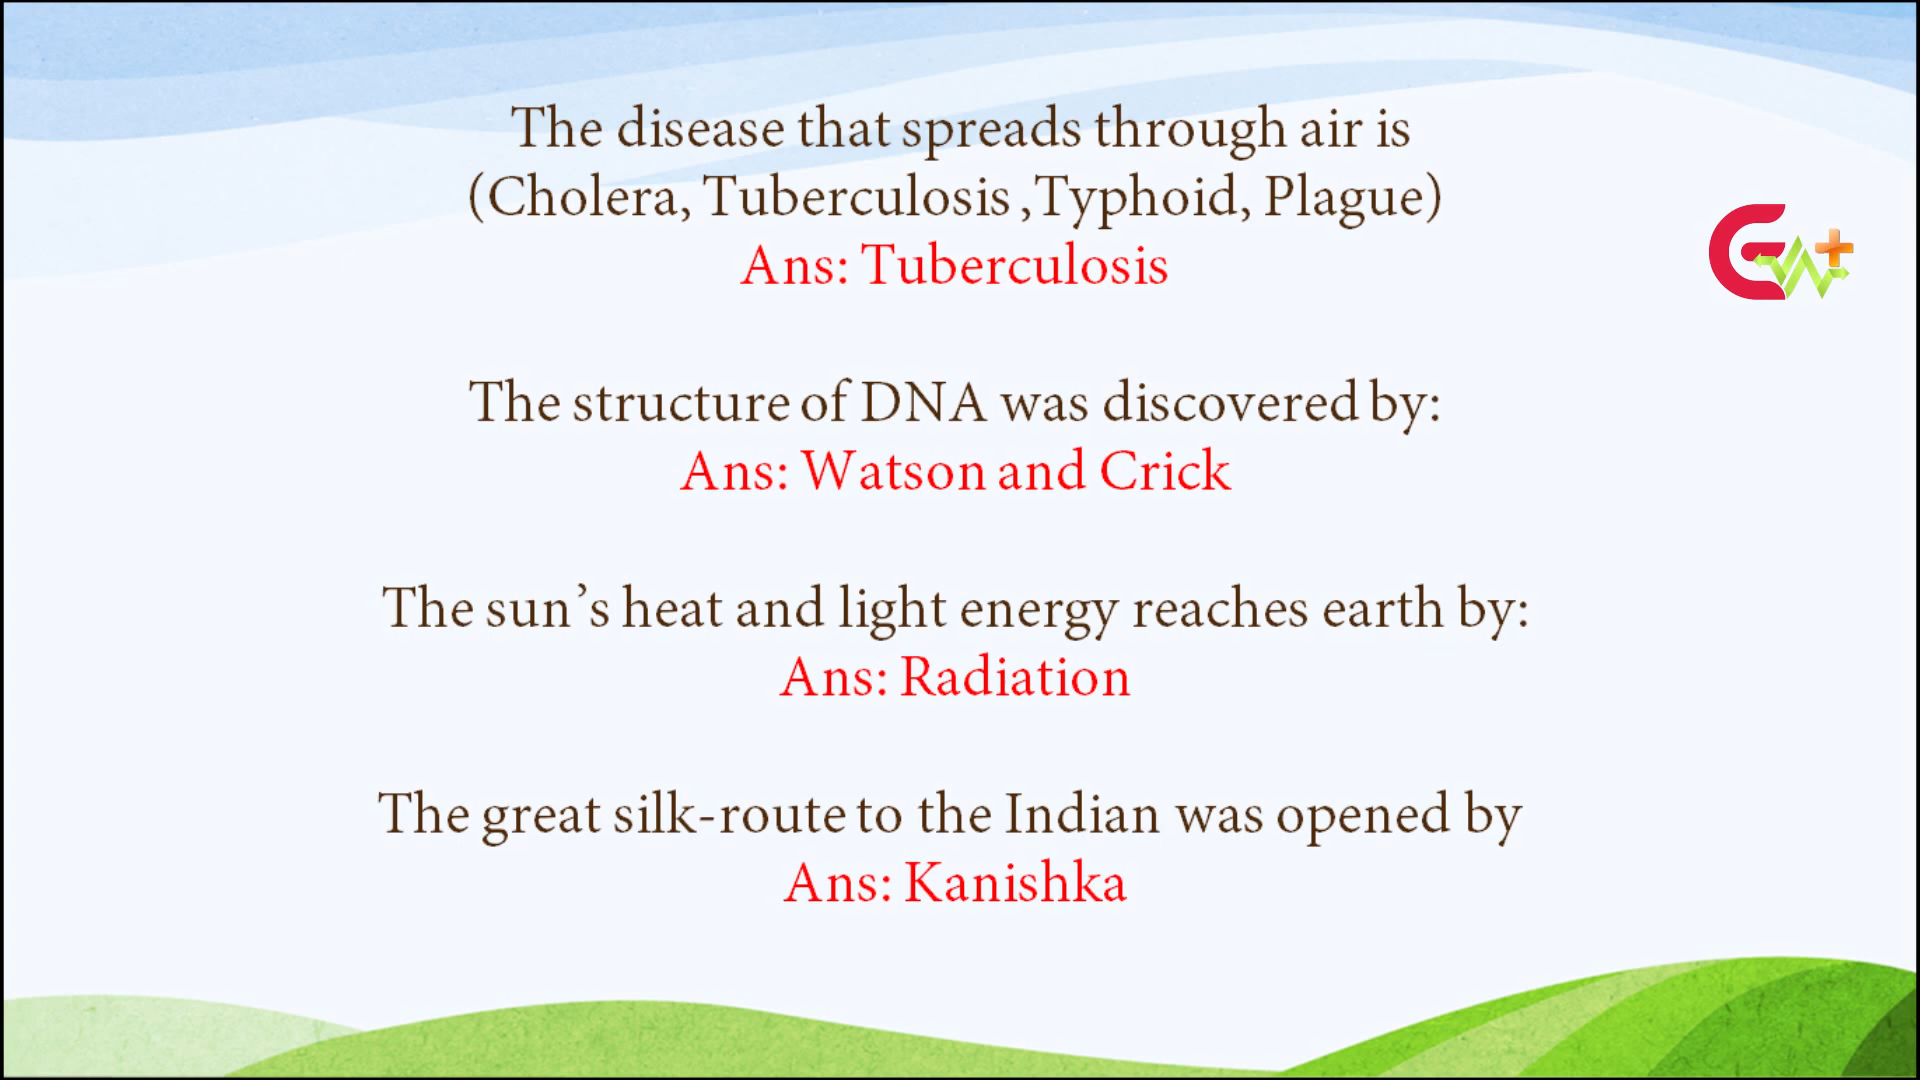 The disease that spreads through air is
(Cholera, Tuberculosis ,Typhoid, Plague)
Ans: Tuberculosis
The structure of DNA was discovered by:
Ans: Watson and Crick
The sun’s heat and light energy reaches earth by:
Ans: Radiation
The great silk-route to the Indian was opened by
Ans: Kanishka